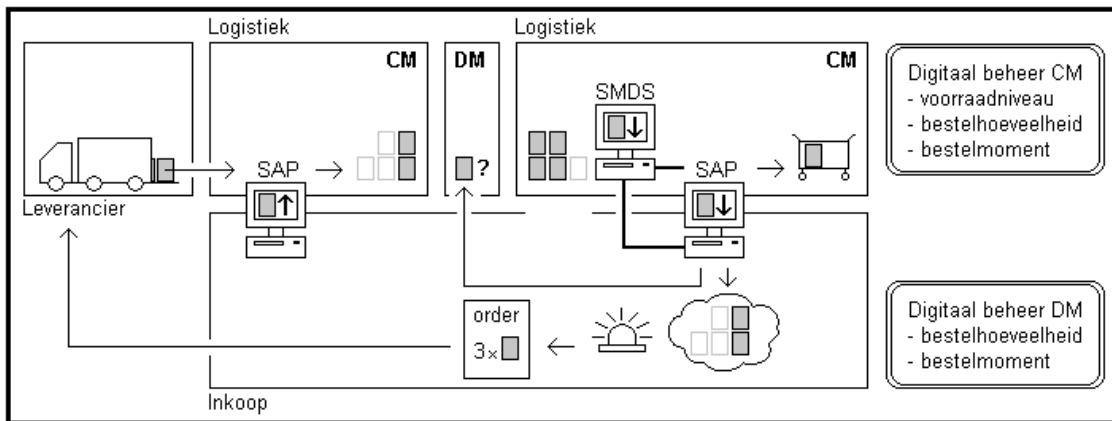 Logistiek
Logistiek
CM
DM
CM
SMDS
SAP
?
SAP
Leverancier
order
3×
Inkoop
Digitaal beheer CM
- voorraadniveau
- bestelhoeveelheid
- bestelmoment
Digitaal beheer DM
- bestelhoeveelheid
- bestelmoment